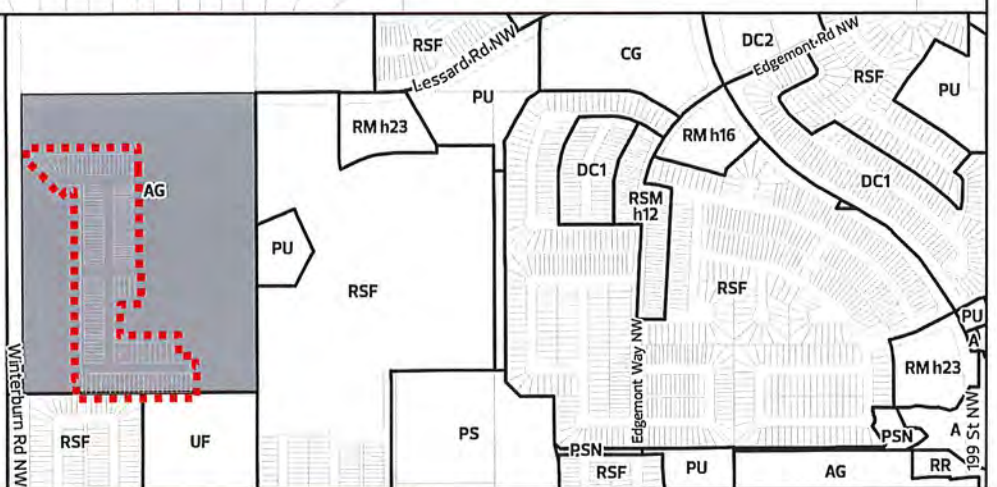 RSF
Lessard Rd NW
CG
DC2
Edgemont Rd NW
RSF
PU
PU
RM h23
RM h16
AG
DC1
DC1
RSM
h12
PU
RSF
RSF
PU
A
RM h23
Winterburn Rd NW
Edgemont Way NW
199 St NW
RSF
UF
PS
PSN
PSN
A
RSF
PU
AG
RR